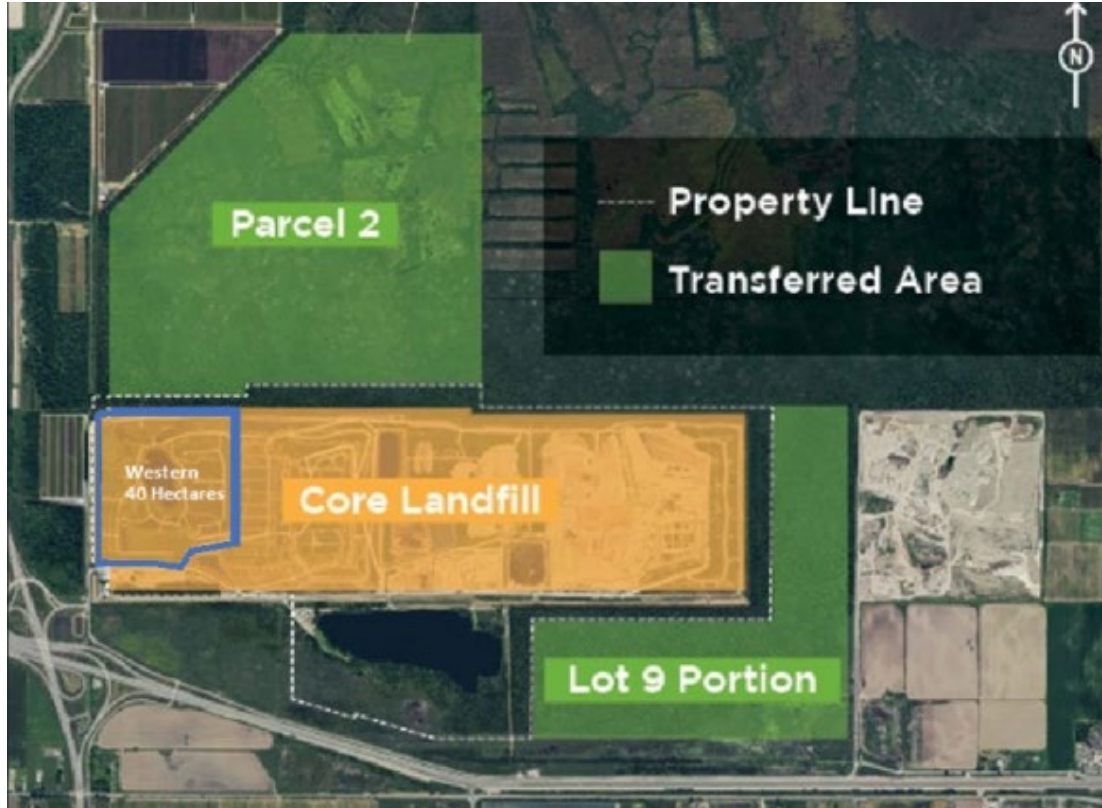 N
Parcel 2
Property LIne
Transferred Area
Western
40 Hectares
Core Landfill
Lot 9 Portion